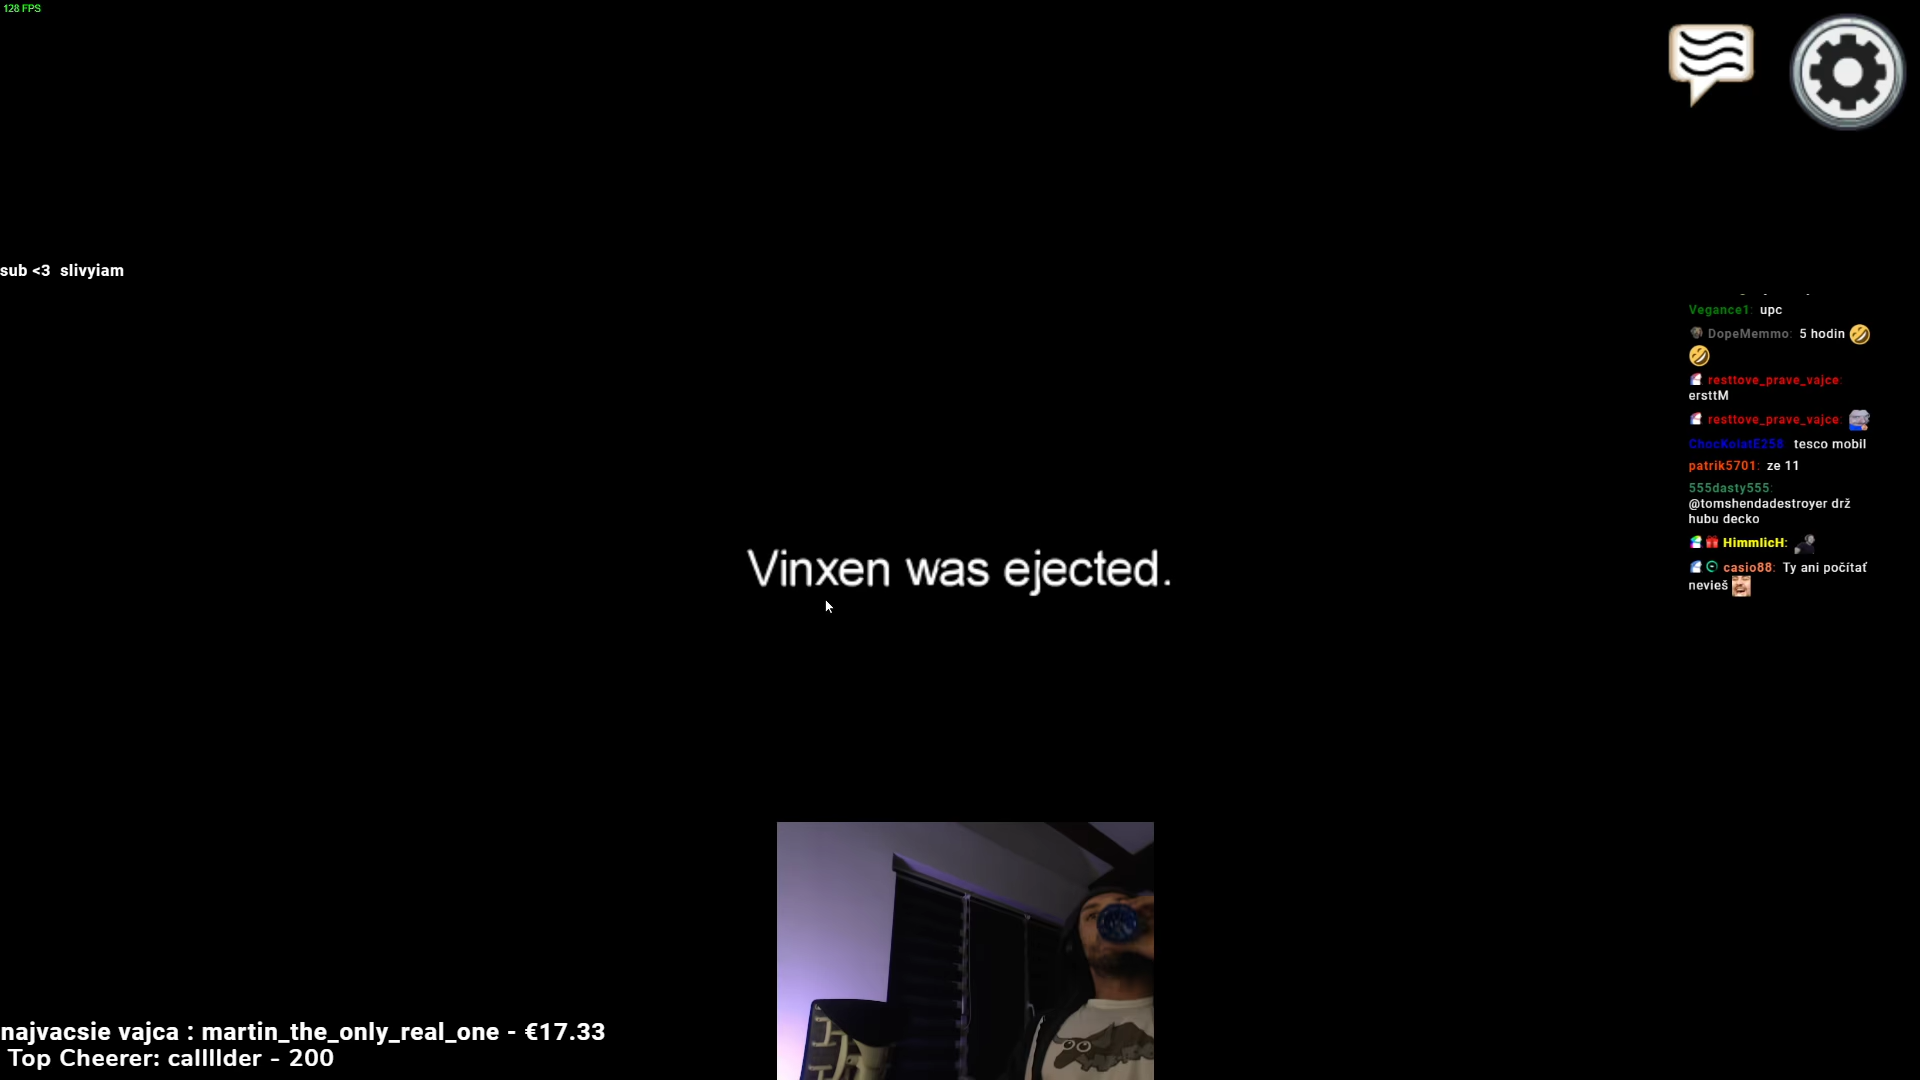 128 FPS
sub <3 slivyiam
Vegance1: upc
DopeMemmo: 5 hodin
resttove_prave_vajce:
ersttM
resttove_prave_vajce:
ChocKolatE258 tesco mobil
patrik5701: ze 11
555dasty555:
@tomshendadestroyer drž
hubu decko
HimmlicH:
casio88: Ty ani počítať
nevieš
Vinxen was ejected.
najvacsie vajca : martin_the_only_real_one - €17.33
Top Cheerer: callllder - 200